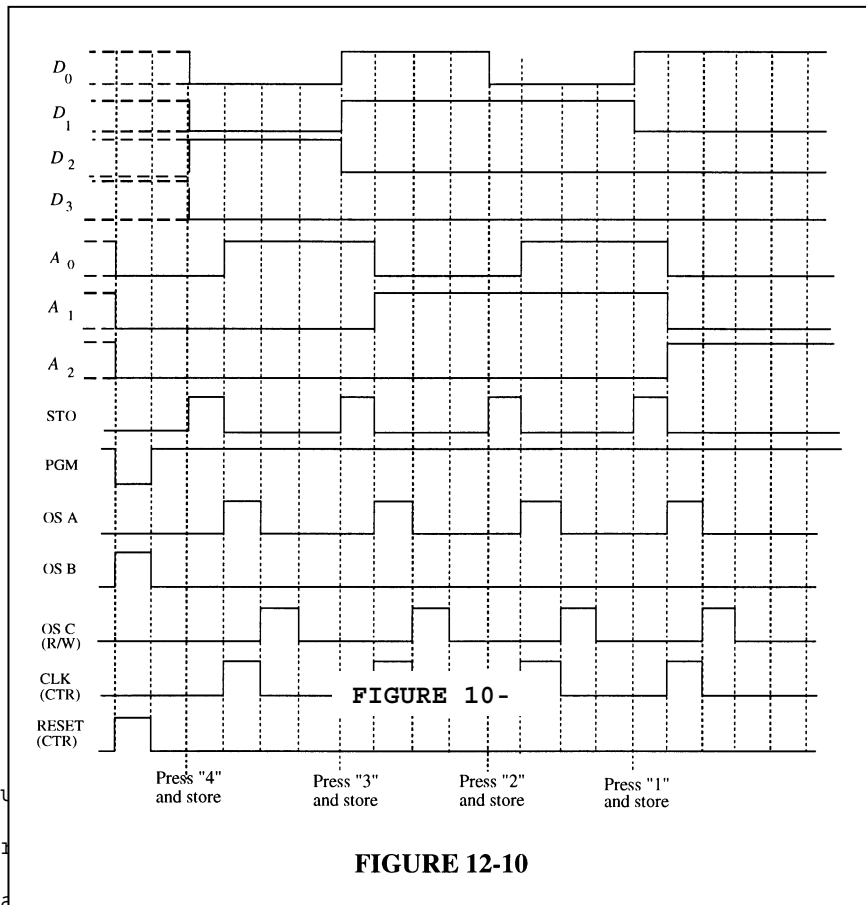 D0
D1
D2
D3
A0
A1
A2
STO
PGM
OS A
OS B
OS C
(R/W)
CLK
(CTR)
FIGURE 10-
RESET
(CTR)
Press "4"
and store
Press "3"
and store
Press "2"
and store
Press "1"
and store
FIGURE 12-10